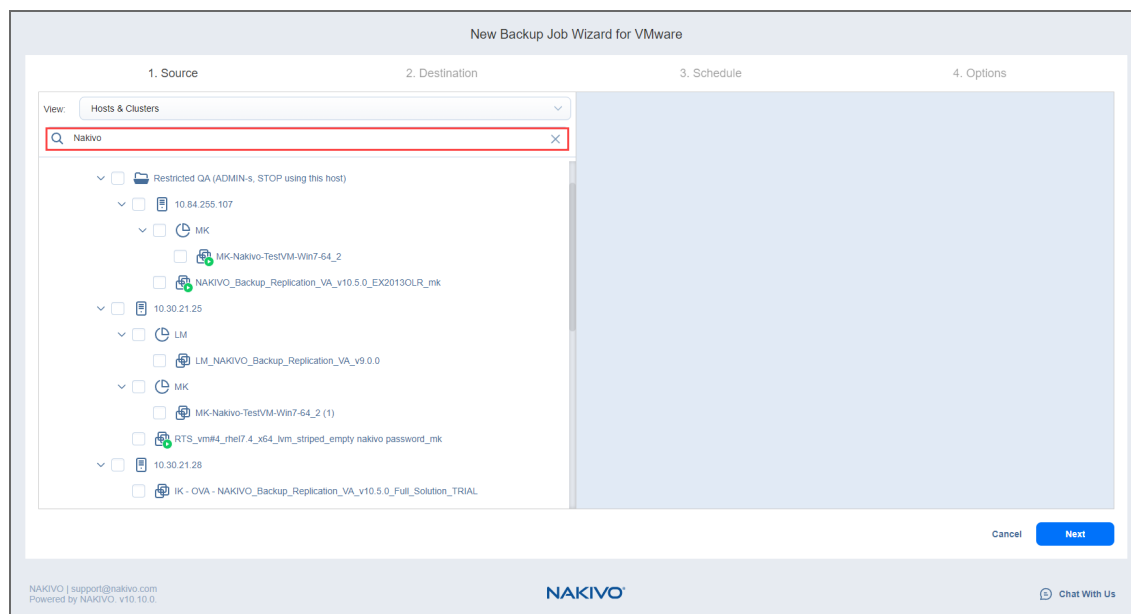 New Backup Job Wizard for VMware
1. Source 2. Destination 3. Schedule 4. Options
View: Hosts & Clusters
Nakivo
Restricted QA (ADMIN-s, STOP using this host)
10.84.255.107
MK
MK-Nakivo-TestVM-Win7-64_2
NAKIVO_Backup_Replication_VA_v10.5.0_EX2013OLR_mk
10.30.21.25
LM
LM_NAKIVO_Backup_Replication_VA_v9.0.0
MK
MK-Nakivo-TestVM-Win7-64_2 (1)
RTS_vm#4_rhel7.4_x64_lvm_striped_empty nakivo password_mk
10.30.21.28
IK - OVA - NAKIVO_Backup_Replication_VA_v10.5.0_Full_Solution_TRIAL
Cancel Next
NAKIVO | support@nakivo.com
Powered by NAKIVO. v10.10.0.
NAKIVO
Chat With Us